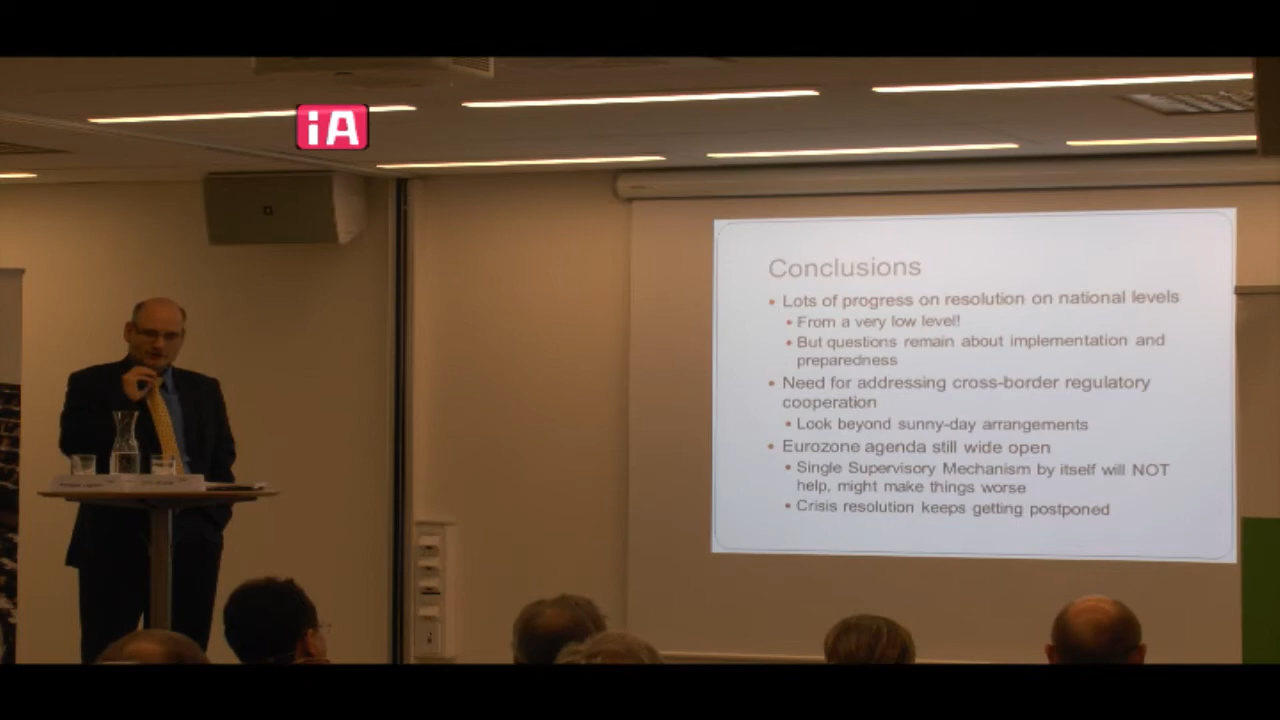 iA
Conclusions
• Lots of progress on resolution on national levels
• From a very low level!
• But questions remain about implementation and
preparedness
• Need for addressing cross-border regulatory
cooperation
• Look beyond sunny-day arrangements
• Eurozone agenda still wide open
• Single Supervisory Mechanism by itself will NOT
help, might make things worse
• Crisis resolution keeps getting postponed